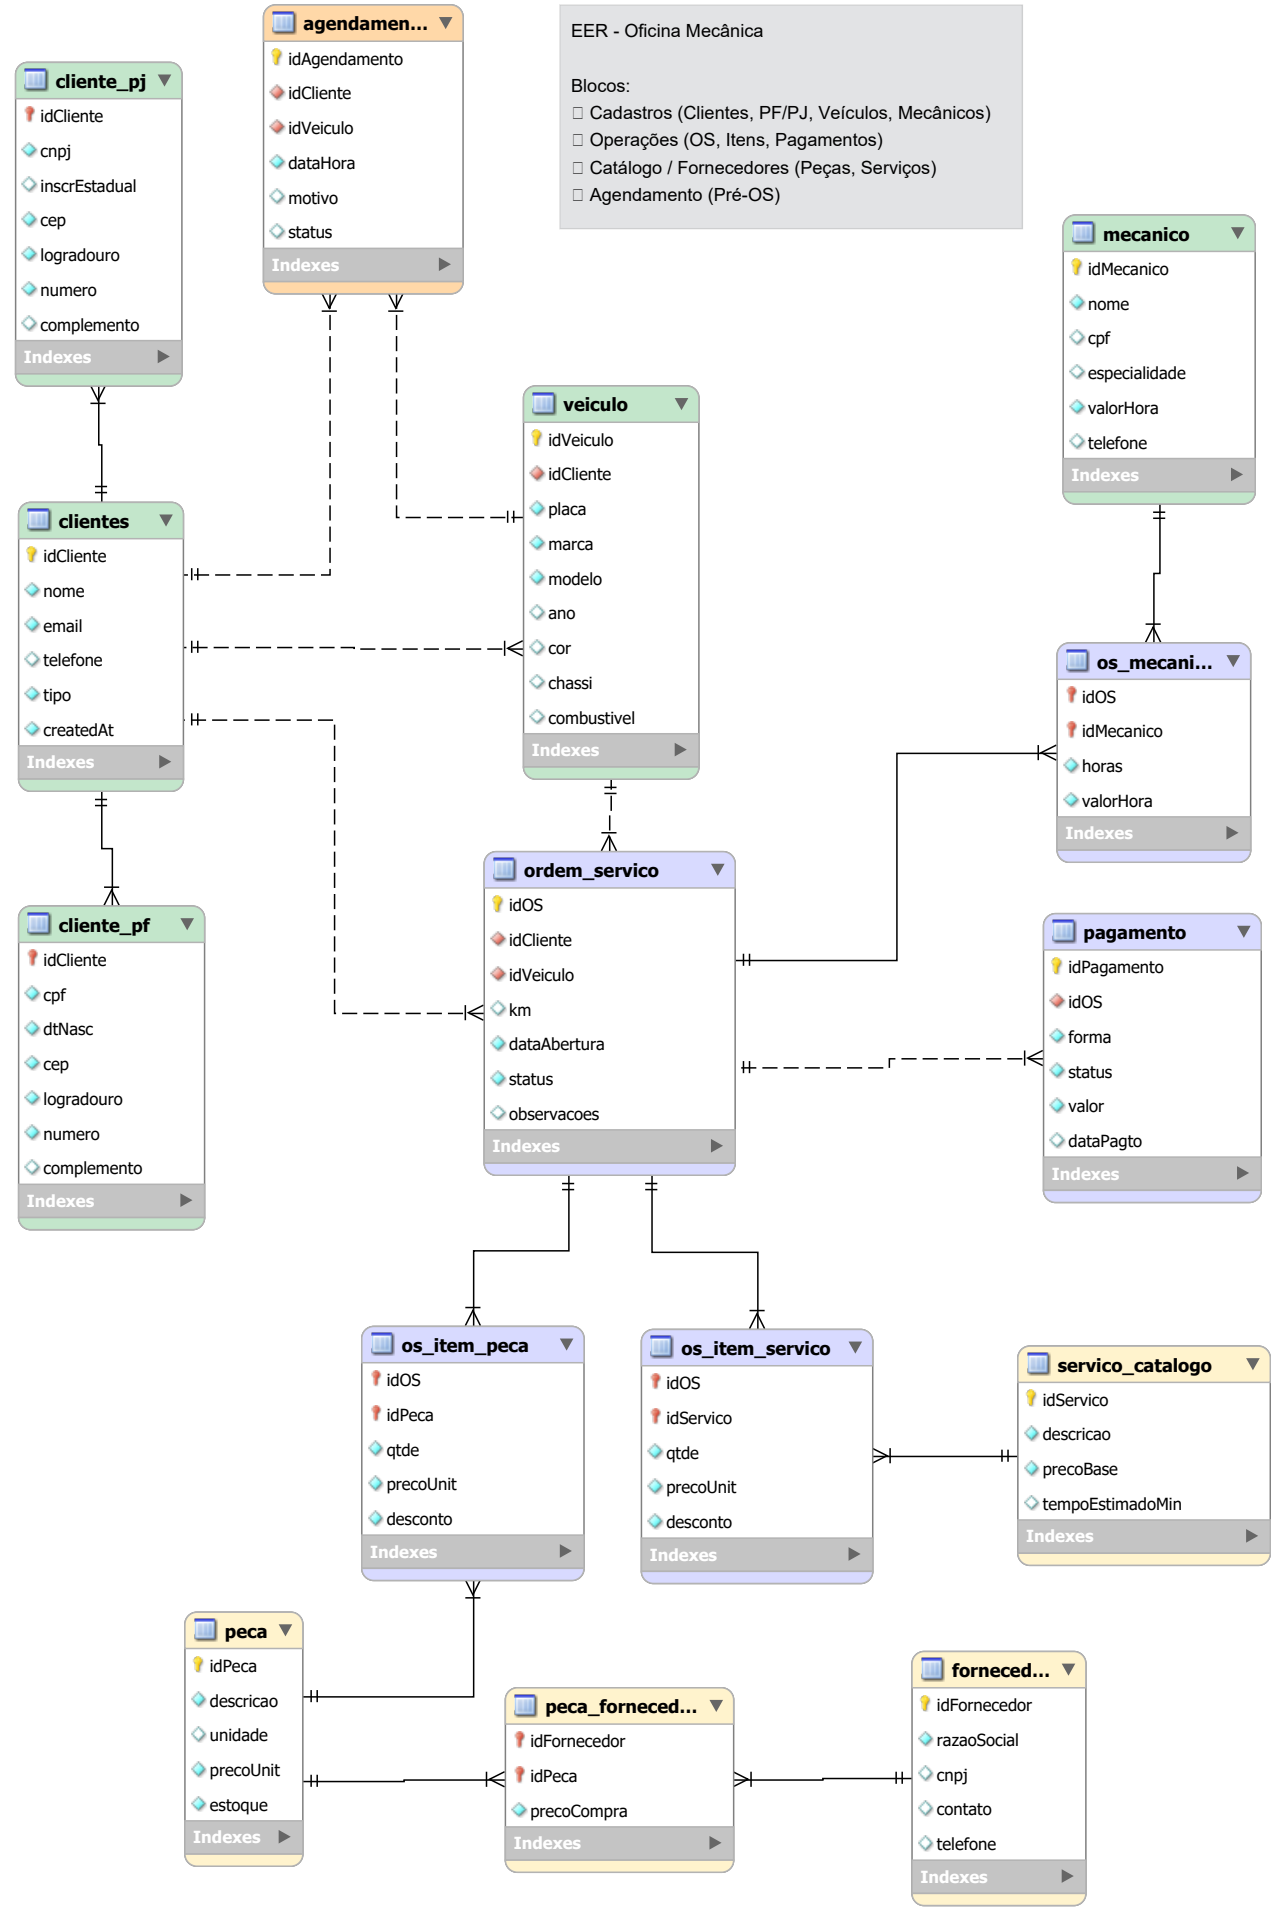 agendamen...
idAgendamento
idCliente
idVeiculo
dataHora
motivo
status
Indexes
EER - Oficina Mecânica
Blocos:
□ Cadastros (Clientes, PF/PJ, Veículos, Mecânicos)
□ Operações (OS, Itens, Pagamentos)
□ Catálogo / Fornecedores (Peças, Serviços)
□ Agendamento (Pré-OS)
cliente_pj
idCliente
cnpj
inscrEstadual
cep
logradouro
numero
complemento
Indexes
mecanico
idMecanico
nome
cpf
especialidade
valorHora
telefone
Indexes
veiculo
idVeiculo
idCliente
placa
marca
modelo
ano
cor
chassi
combustivel
Indexes
clientes
idCliente
nome
email
telefone
tipo
createdAt
Indexes
os_mecani...
idOS
idMecanico
horas
valorHora
Indexes
ordem_servico
idOS
idCliente
idVeiculo
km
dataAbertura
status
observacoes
Indexes
cliente_pf
idCliente
cpf
dtNasc
cep
logradouro
numero
complemento
Indexes
pagamento
idPagamento
idOS
forma
status
valor
dataPagto
Indexes
os_item_peca
idOS
idPeca
qtde
precoUnit
desconto
Indexes
os_item_servico
idOS
idServico
qtde
precoUnit
desconto
Indexes
servico_catalogo
idServico
descricao
precoBase
tempoEstimadoMin
Indexes
peca
idPeca
descricao
unidade
precoUnit
estoque
Indexes
peca_forneced...
idFornecedor
idPeca
precoCompra
Indexes
forneced...
idFornecedor
razaoSocial
cnpj
contato
telefone
Indexes